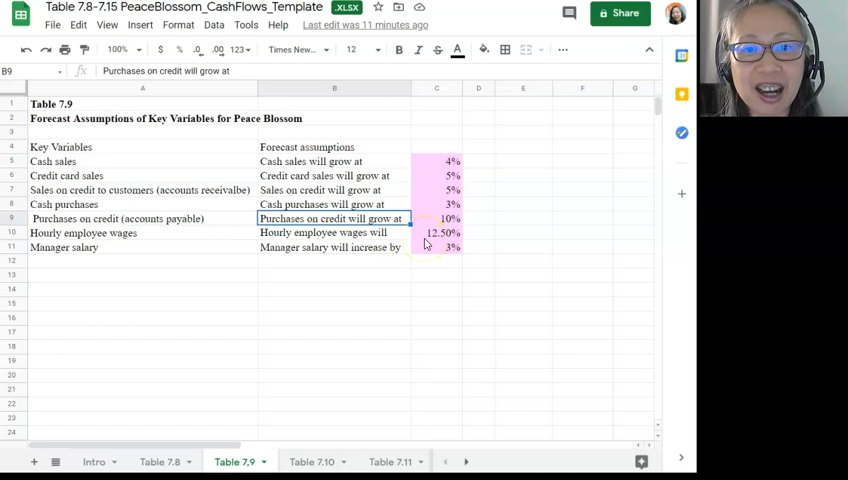 Table 7.8-7.15 PeaceBlossom_CashFlows_Template .XLSX
File Edit View Insert Format Data Tools Help Last edit was 11 minutes ago
Share
100% $ % .0 .00 123 Times New... 12 B I S A
B9 fx Purchases on credit will grow at
A B C D E F G
1 Table 7.9
2 Forecast Assumptions of Key Variables for Peace Blossom
3
4 Key Variables Forecast assumptions
5 Cash sales Cash sales will grow at 4%
6 Credit card sales Credit card sales will grow at 5%
7 Sales on credit to customers (accounts receivalbe) Sales on credit will grow at 5%
8 Cash purchases Cash purchases will grow at 3%
9 Purchases on credit (accounts payable) Purchases on credit will grow at 10%
10 Hourly employee wages Hourly employee wages will 12.50%
11 Manager salary Manager salary will increase by 3%
12
13
14
15
16
17
18
19
20
21
22
23
24
Intro Table 7.8 Table 7,9 Table 7.10 Table 7.11